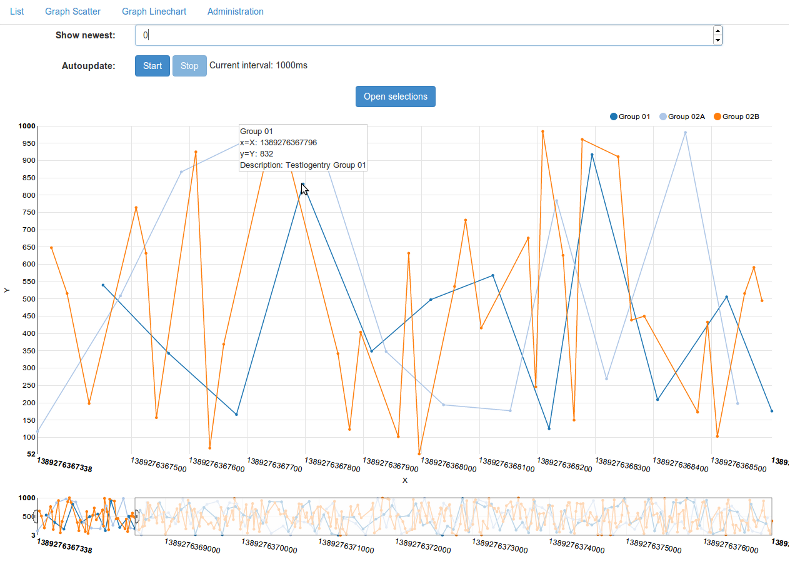 List Graph Scatter Graph Linechart Administration
Show newest: 0
Autoupdate: Start Stop Current interval: 1000ms
Open selections
Group 01 Group 02A Group 02B
Group 01
x=X: 1389276367796
y=Y: 832
Description: Testlogentry Group 01
1000
950
900
850
800
750
700
650
600
550
500
450
400
350
300
250
200
150
100
52
Y
1389276367338 1389276367500 1389276367600 1389276367700 1389276367800 1389276367900 1389276368000 1389276368100 1389276368200 1389276368300 1389276368400 1389276368500
X
1000
500
3
1389276367338 1389276369000 1389276370000 1389276371000 1389276372000 1389276373000 1389276374000 1389276375000 1389276376000